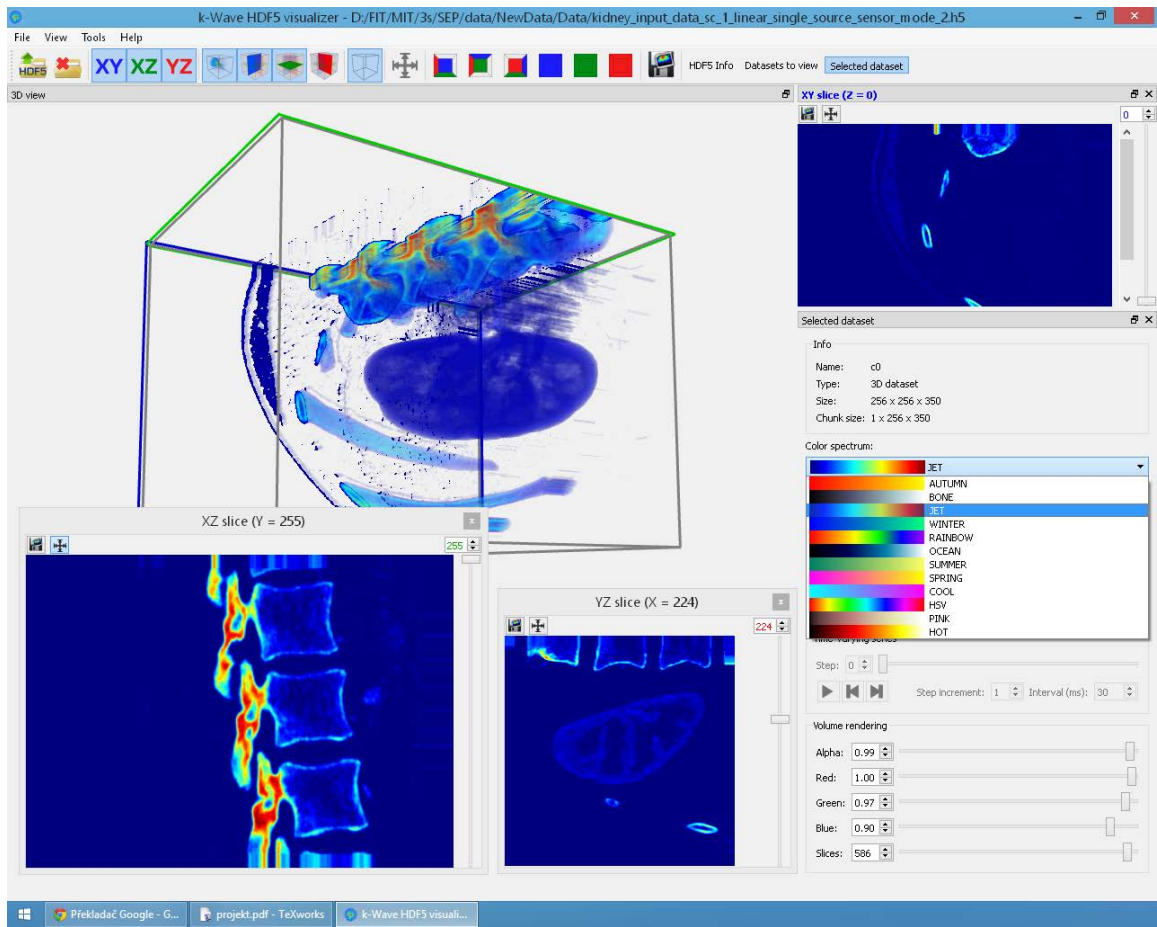 k-Wave HDF5 visualizer - D:/FIT/MIT/3s/SEP/data/NewData/Data/kidney_input_data_sc_1_linear_single_source_sensor_mode_2.h5
File View Tools Help
HDF5 XY XZ YZ HDF5 Info Datasets to view Selected dataset
3D view
XY slice (Z = 0)
0
Selected dataset
Info
Name: c0
Type: 3D dataset
Size: 256 x 256 x 350
Chunk size: 1 x 256 x 350
Color spectrum:
JET
AUTUMN
BONE
JET
WINTER
RAINBOW
OCEAN
SUMMER
SPRING
COOL
HSV
PINK
HOT
Time-varying series
Step: 0
Step increment: 1 Interval (ms): 30
Volume rendering
Alpha: 0.99
Red: 1.00
Green: 0.97
Blue: 0.90
Slices: 586
XZ slice (Y = 255)
x
255
YZ slice (X = 224)
x
224
Překladač Google - G... projekt.pdf - TeXworks k-Wave HDF5 visuali...